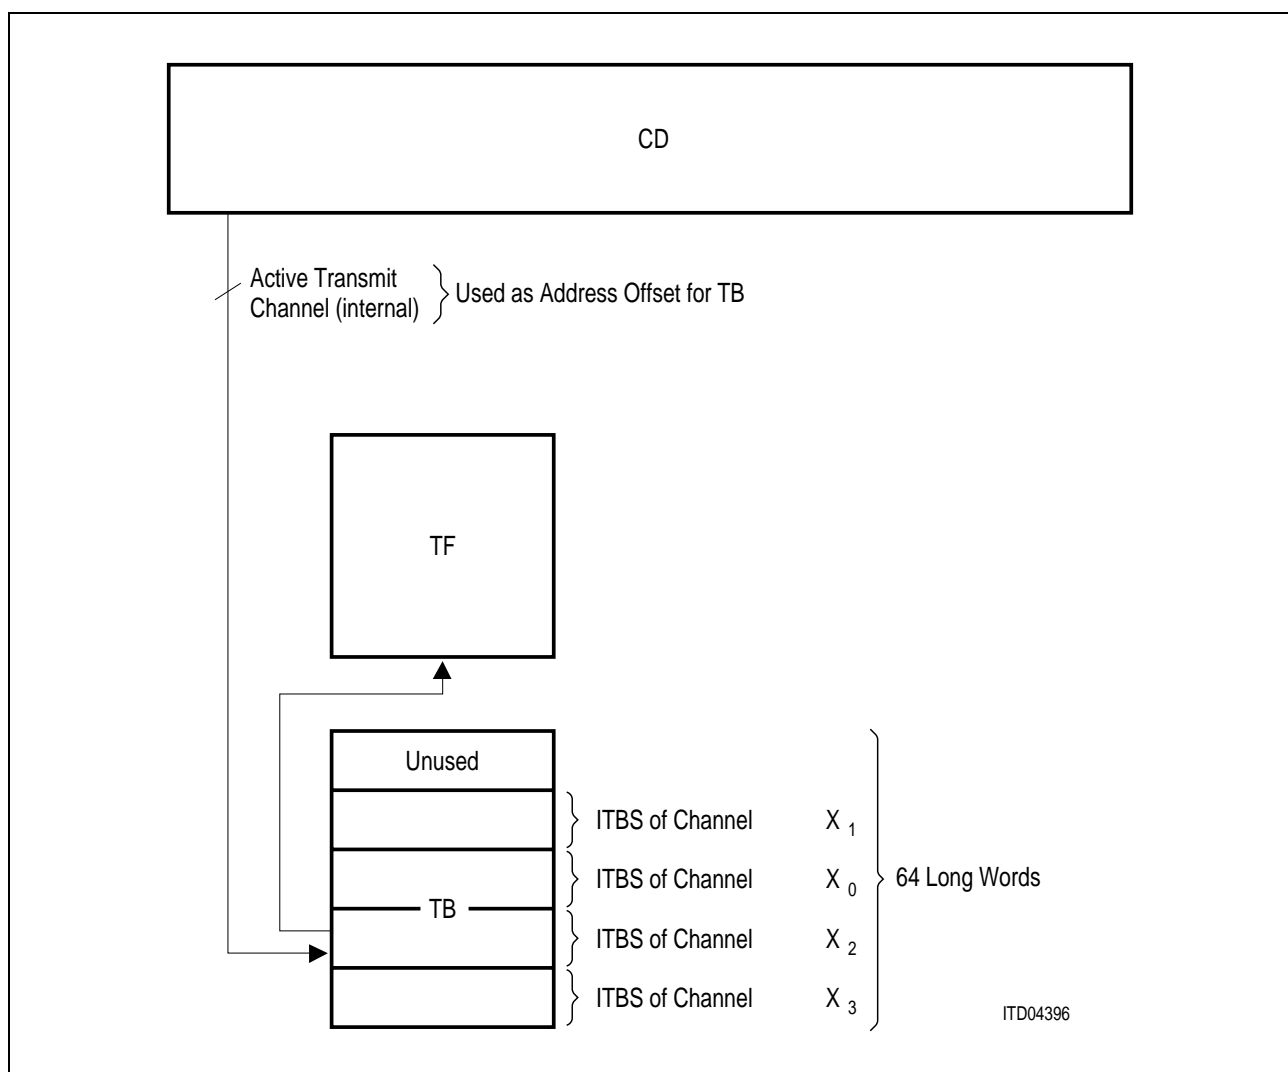 CD
Active Transmit
Channel (internal)
Used as Address Offset for TB
TF
Unused
ITBS of Channel X 1
ITBS of Channel X 0
64 Long Words
TB
ITBS of Channel X 2
ITBS of Channel X 3
ITD04396